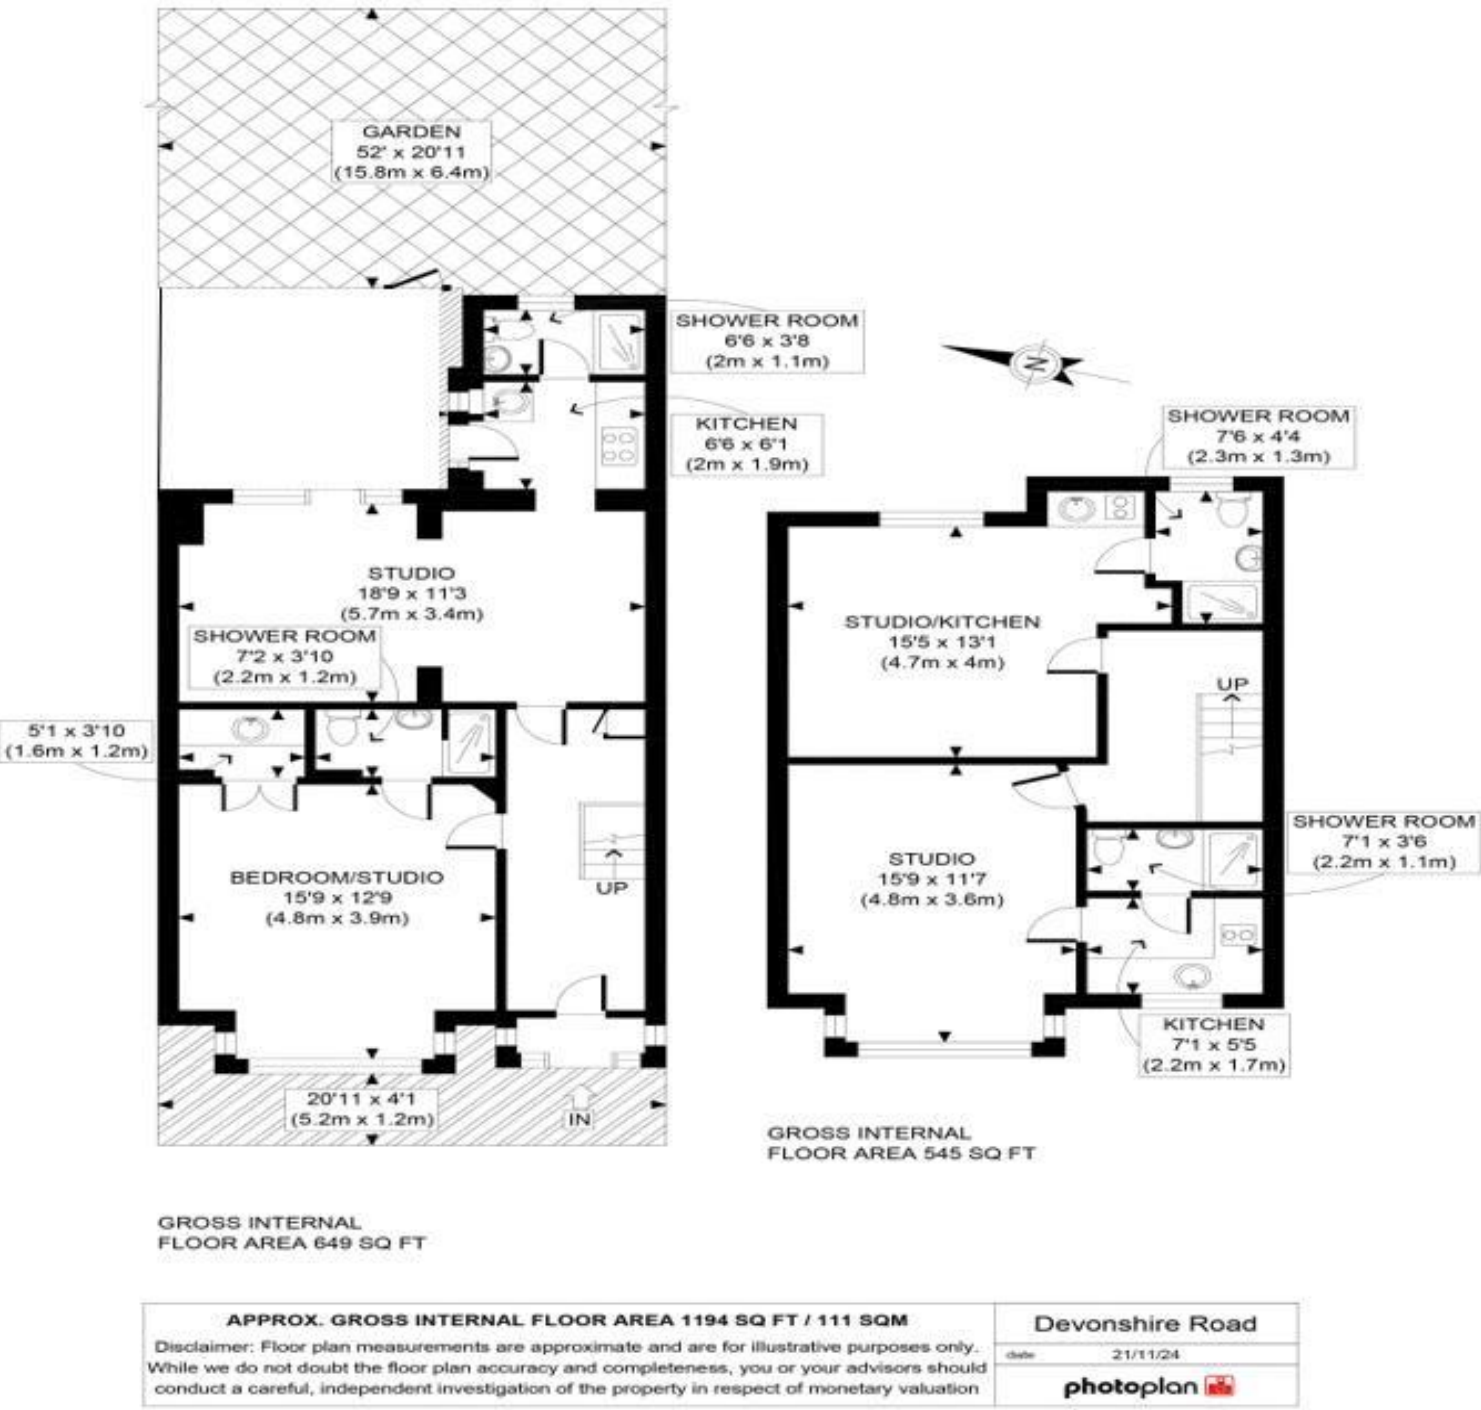 GARDEN
52' x 20'11
(15.8m x 6.4m)
SHOWER ROOM
6'6 x 3'8
(2m x 1.1m)
KITCHEN
6'6 x 6'1
(2m x 1.9m)
STUDIO
18'9 x 11'3
(5.7m x 3.4m)
SHOWER ROOM
7'2 x 3'10
(2.2m x 1.2m)
5'1 x 3'10
(1.6m x 1.2m)
BEDROOM/STUDIO
15'9 x 12'9
(4.8m x 3.9m)
UP
20'11 x 4'1
(5.2m x 1.2m)
IN
GROSS INTERNAL
FLOOR AREA 649 SQ FT
N
SHOWER ROOM
7'6 x 4'4
(2.3m x 1.3m)
STUDIO/KITCHEN
15'5 x 13'1
(4.7m x 4m)
UP
STUDIO
15'9 x 11'7
(4.8m x 3.6m)
SHOWER ROOM
7'1 x 3'6
(2.2m x 1.1m)
KITCHEN
7'1 x 5'5
(2.2m x 1.7m)
GROSS INTERNAL
FLOOR AREA 545 SQ FT
APPROX. GROSS INTERNAL FLOOR AREA 1194 SQ FT / 111 SQM
Disclaimer: Floor plan measurements are approximate and are for illustrative purposes only.
While we do not doubt the floor plan accuracy and completeness, you or your advisors should
conduct a careful, independent investigation of the property in respect of monetary valuation
Devonshire Road
date 21/11/24
photoplan